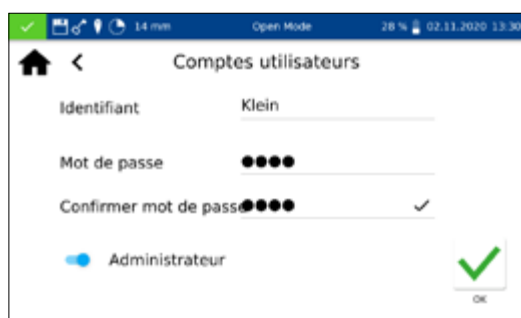 14 mm Open Mode 28 % 02.11.2020 13:30
Comptes utilisateurs
Identifiant Klein
Mot de passe ●●●●
Confirmer mot de passe ●●●●
Administrateur
OK